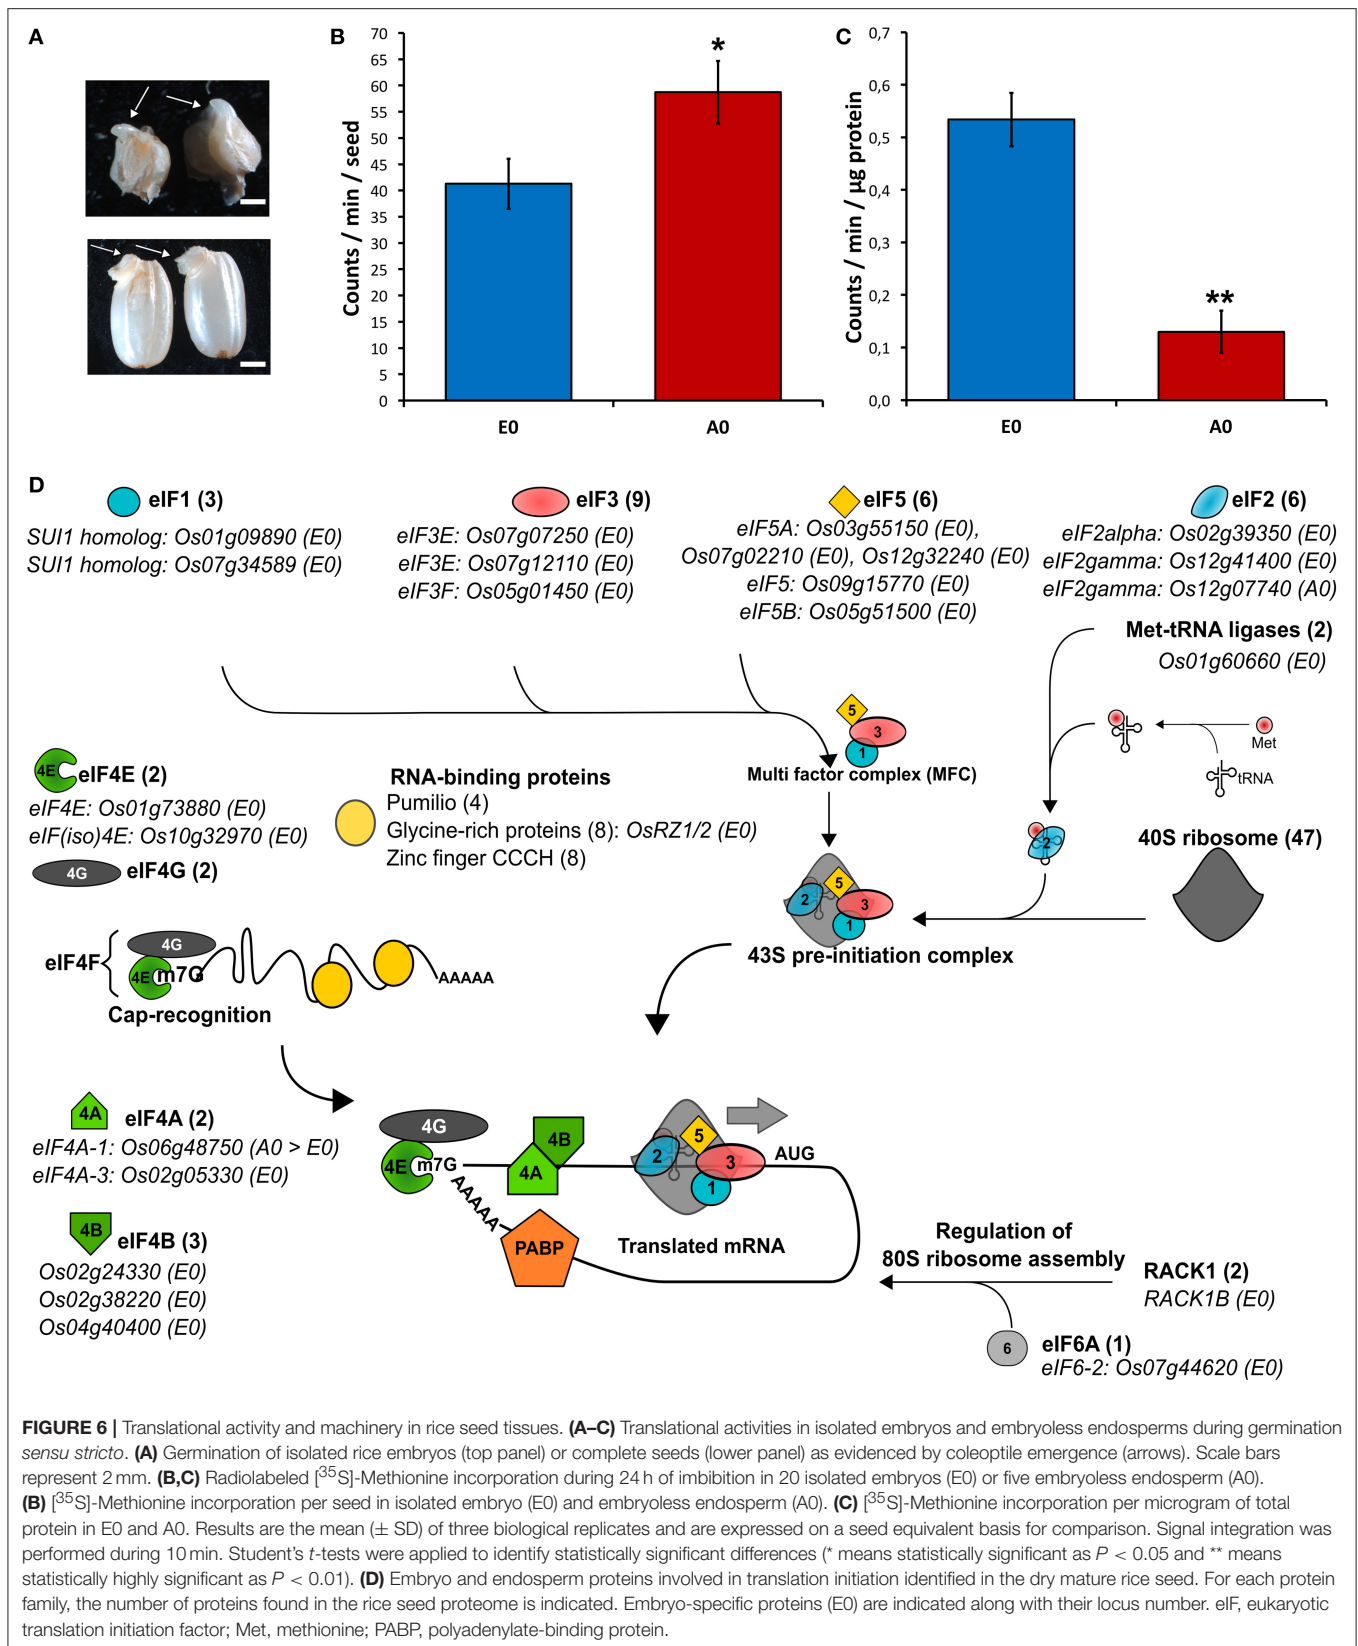 A
B
70
65
60
55
50
45
40
35
30
25
20
15
10
5
0
Counts / min / seed
*
E0
A0
C
0,7
0,6
0,5
0,4
0,3
0,2
0,1
0,0
Counts / min / µg protein
**
E0
A0
D
eIF1 (3)
SUI1 homolog: Os01g09890 (E0)
SUI1 homolog: Os07g34589 (E0)
eIF3 (9)
eIF3E: Os07g07250 (E0)
eIF3E: Os07g12110 (E0)
eIF3F: Os05g01450 (E0)
eIF5 (6)
eIF5A: Os03g55150 (E0),
Os07g02210 (E0), Os12g32240 (E0)
eIF5: Os09g15770 (E0)
eIF5B: Os05g51500 (E0)
eIF2 (6)
eIF2alpha: Os02g39350 (E0)
eIF2gamma: Os12g41400 (E0)
eIF2gamma: Os12g07740 (A0)
Met-tRNA ligases (2)
Os01g60660 (E0)
Met
tRNA
5
3
1
Multi factor complex (MFC)
4E
eIF4E (2)
eIF4E: Os01g73880 (E0)
eIF(iso)4E: Os10g32970 (E0)
4G
eIF4G (2)
RNA-binding proteins
Pumilio (4)
Glycine-rich proteins (8): OsRZ1/2 (E0)
Zinc finger CCCH (8)
2
40S ribosome (47)
5
2
3
1
43S pre-initiation complex
eIF4F
4G
4E
m7G
AAAAA
Cap-recognition
4A
eIF4A (2)
eIF4A-1: Os06g48750 (A0 > E0)
eIF4A-3: Os02g05330 (E0)
4B
eIF4B (3)
Os02g24330 (E0)
Os02g38220 (E0)
Os04g40400 (E0)
4G
4E
m7G
4B
4A
5
2
3
1
AUG
AAAAA
PABP
Translated mRNA
Regulation of
80S ribosome assembly
RACK1 (2)
RACK1B (E0)
6
eIF6A (1)
eIF6-2: Os07g44620 (E0)
FIGURE 6 | Translational activity and machinery in rice seed tissues. (A–C) Translational activities in isolated embryos and embryoless endosperms during germination
sensu stricto. (A) Germination of isolated rice embryos (top panel) or complete seeds (lower panel) as evidenced by coleoptile emergence (arrows). Scale bars
represent 2 mm. (B,C) Radiolabeled [35S]-Methionine incorporation during 24 h of imbibition in 20 isolated embryos (E0) or five embryoless endosperm (A0).
(B) [35S]-Methionine incorporation per seed in isolated embryo (E0) and embryoless endosperm (A0). (C) [35S]-Methionine incorporation per microgram of total
protein in E0 and A0. Results are the mean (± SD) of three biological replicates and are expressed on a seed equivalent basis for comparison. Signal integration was
performed during 10 min. Student's t-tests were applied to identify statistically significant differences (* means statistically significant as P < 0.05 and ** means
statistically highly significant as P < 0.01). (D) Embryo and endosperm proteins involved in translation initiation identified in the dry mature rice seed. For each protein
family, the number of proteins found in the rice seed proteome is indicated. Embryo-specific proteins (E0) are indicated along with their locus number. eIF, eukaryotic
translation initiation factor; Met, methionine; PABP, polyadenylate-binding protein.